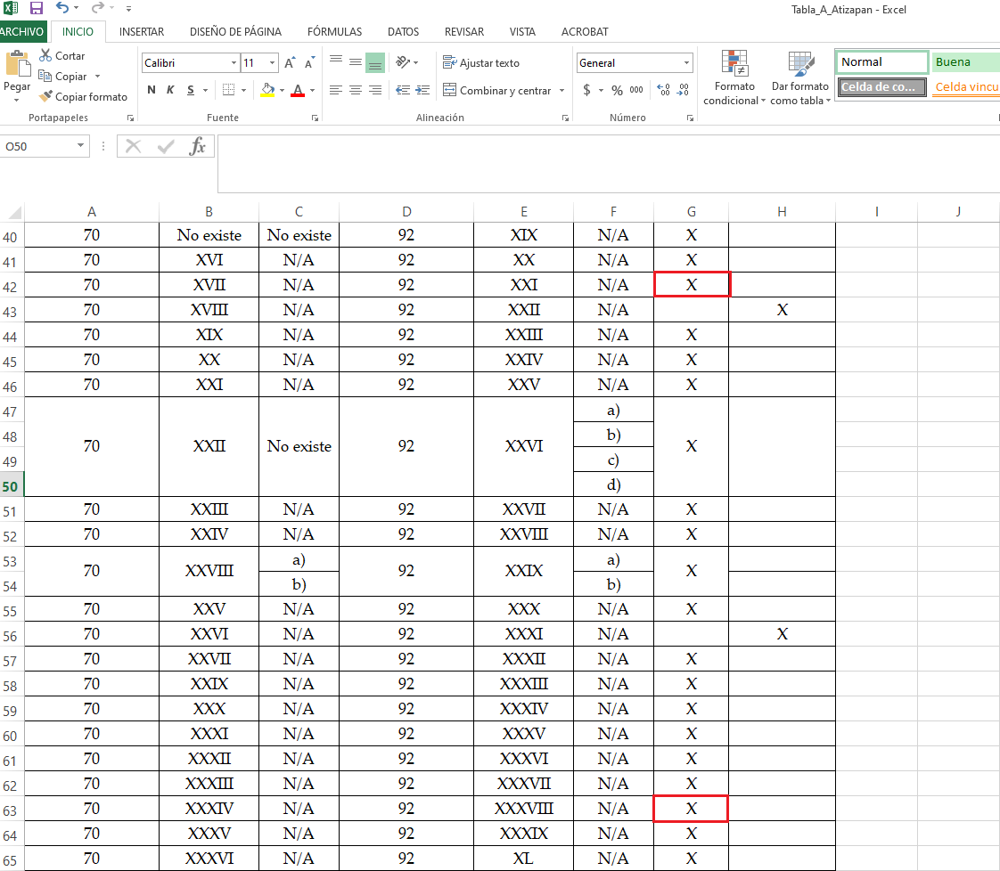 Tabla_A_Atizapan - Excel
ARCHIVO INICIO INSERTAR DISEÑO DE PÁGINA FÓRMULAS DATOS REVISAR VISTA ACROBAT
Pegar
Cortar
Copiar
Copiar formato
Portapapeles
Calibri 11
N K S
Fuente
Ajustar texto
Combinar y centrar
Alineación
General
$ % 000
Número
Formato condicional
Dar formato como tabla
Normal Buena
Celda de co... Celda vincu
O50 fx
A B C D E F G H I J
40 70 No existe No existe 92 XIX N/A X
41 70 XVI N/A 92 XX N/A X
42 70 XVII N/A 92 XXI N/A X
43 70 XVIII N/A 92 XXII N/A X
44 70 XIX N/A 92 XXIII N/A X
45 70 XX N/A 92 XXIV N/A X
46 70 XXI N/A 92 XXV N/A X
47 a)
48 b)
70 XXII No existe 92 XXVI X
49 c)
50 d)
51 70 XXIII N/A 92 XXVII N/A X
52 70 XXIV N/A 92 XXVIII N/A X
53 a) a)
70 XXVIII 92 XXIX X
54 b) b)
55 70 XXV N/A 92 XXX N/A X
56 70 XXVI N/A 92 XXXI N/A X
57 70 XXVII N/A 92 XXXII N/A X
58 70 XXIX N/A 92 XXXIII N/A X
59 70 XXX N/A 92 XXXIV N/A X
60 70 XXXI N/A 92 XXXV N/A X
61 70 XXXII N/A 92 XXXVI N/A X
62 70 XXXIII N/A 92 XXXVII N/A X
63 70 XXXIV N/A 92 XXXVIII N/A X
64 70 XXXV N/A 92 XXXIX N/A X
65 70 XXXVI N/A 92 XL N/A X